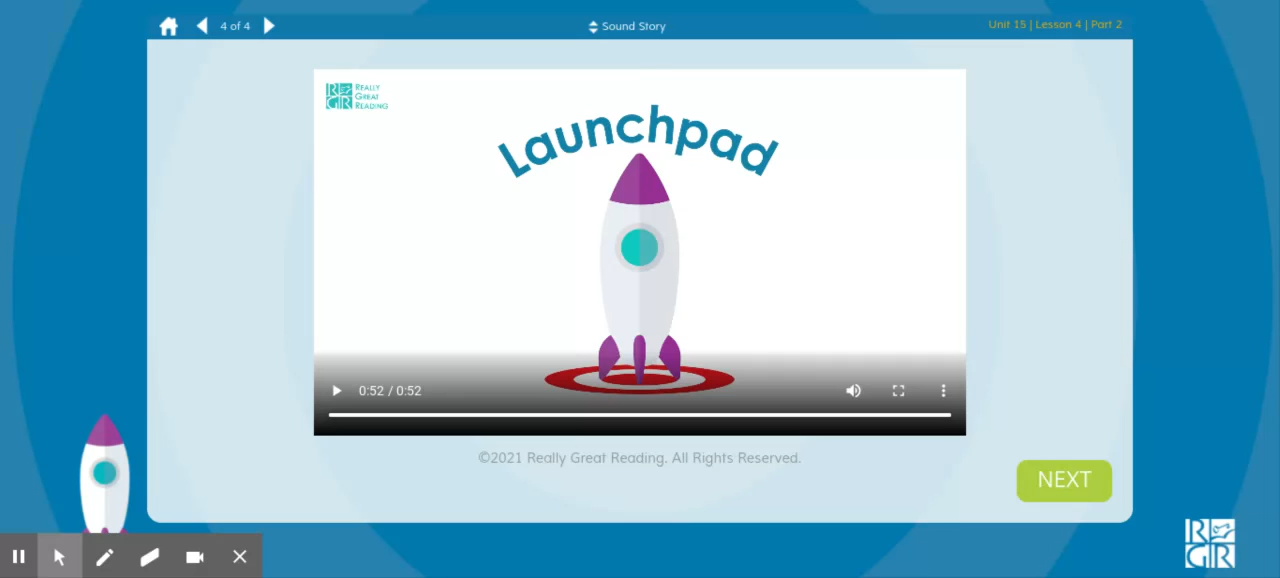 4 of 4
Sound Story
Unit 15 | Lesson 4 | Part 2
REALLY
GREAT
READING
Launchpad
0:52 / 0:52
©2021 Really Great Reading. All Rights Reserved.
NEXT
RGR